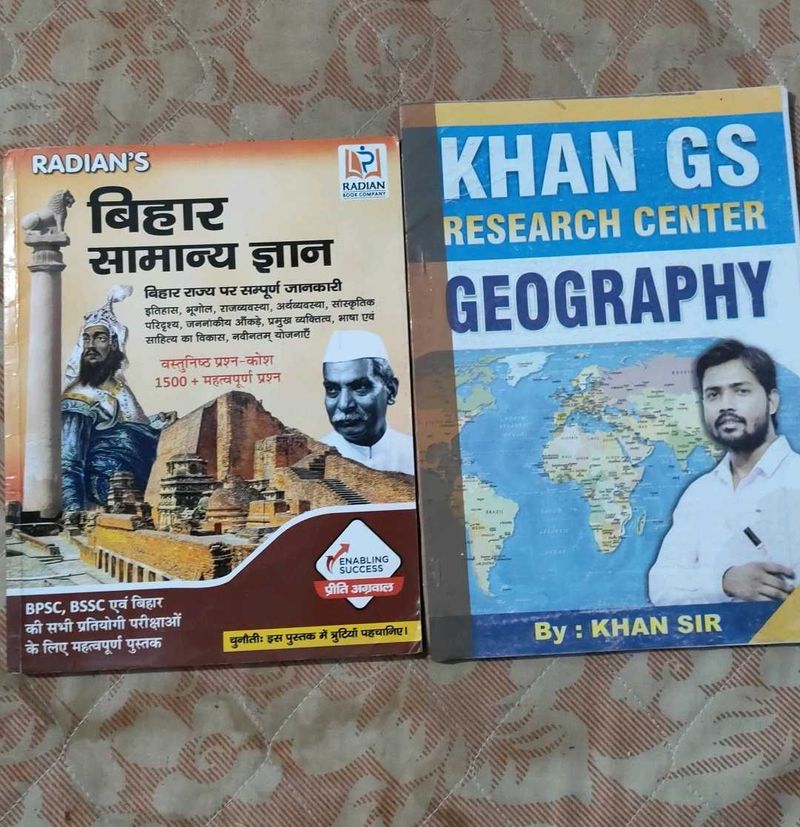 RADIAN'S
RADIAN
BOOK COMPANY
बिहार
सामान्य ज्ञान
बिहार राज्य पर सम्पूर्ण जानकारी
इतिहास, भूगोल, राजव्यवस्था, अर्थव्यवस्था, सांस्कृतिक
परिदृश्य, जननांकीय आँकड़े, प्रमुख व्यक्तित्व, भाषा एवं
साहित्य का विकास, नवीनतम् योजनाएँ
वस्तुनिष्ठ प्रश्न-कोश
1500 + महत्वपूर्ण प्रश्न
ENABLING
SUCCESS
प्रीति अग्रवाल
BPSC, BSSC एवं बिहार
की सभी प्रतियोगी परीक्षाओं
के लिए महत्वपूर्ण पुस्तक
चुनौतीः इस पुस्तक में त्रुटियाँ पहचानिए।
KHAN GS
RESEARCH CENTER
GEOGRAPHY
By : KHAN SIR